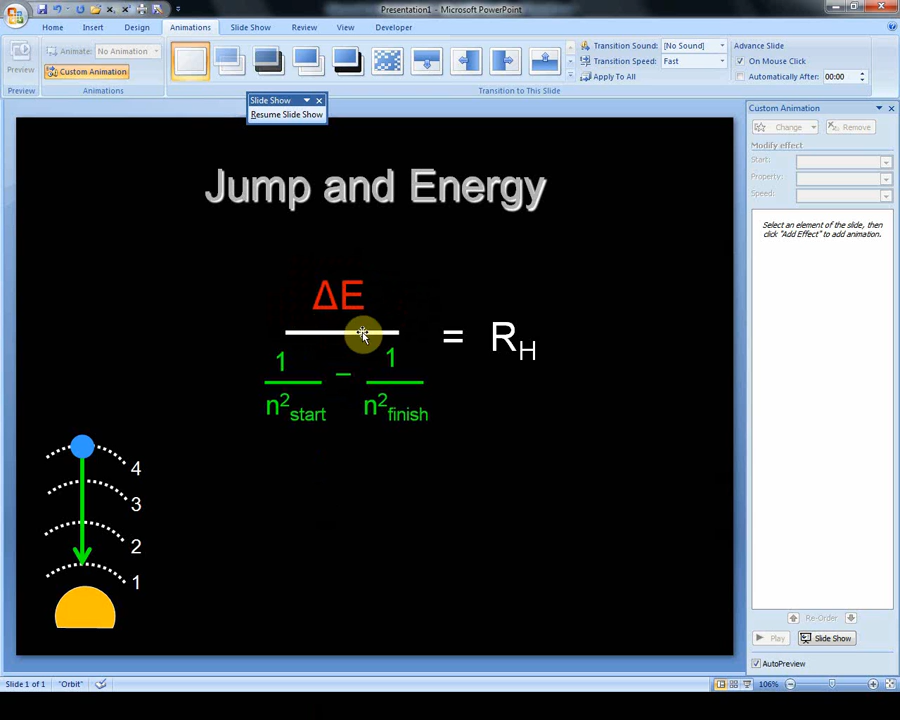 Presentation1 - Microsoft PowerPoint
Home Insert Design Animations Slide Show Review View Developer
Preview
Animate: No Animation
Custom Animation
Transition Sound: [No Sound]
Transition Speed: Fast
Apply To All
Advance Slide
On Mouse Click
Automatically After: 00:00
Preview Animations Transition to This Slide
Slide Show
Resume Slide Show
Custom Animation
Change Remove
Modify effect
Start:
Property:
Speed:
Select an element of the slide, then
click "Add Effect" to add animation.
Jump and Energy
ΔE
= R_H
1 – 1
n²start n²finish
4
3
2
1
Re-Order
Play Slide Show
AutoPreview
Slide 1 of 1 "Orbit" 106%